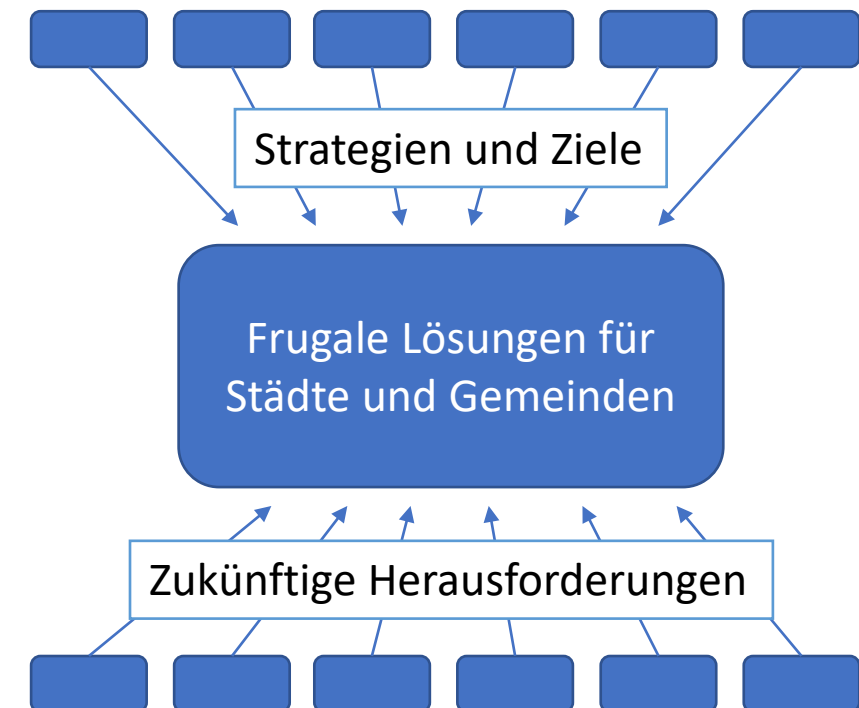 Strategien und Ziele
Frugale Lösungen für
Städte und Gemeinden
Zukünftige Herausforderungen